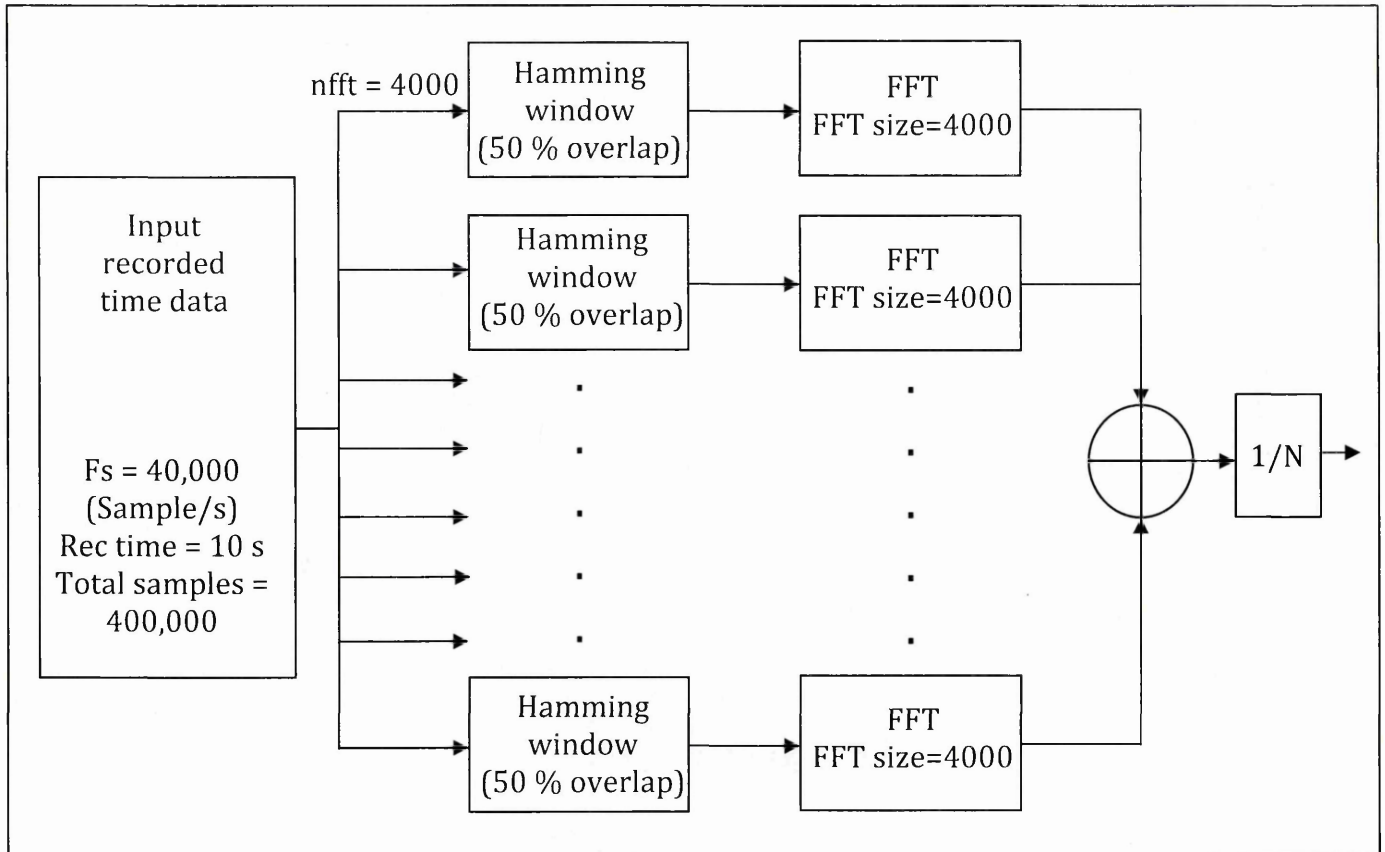 nfft = 4000
Hamming
window
(50 % overlap)
FFT
FFT size=4000
Input
recorded
time data
Fs = 40,000
(Sample/s)
Rec time = 10 s
Total samples =
400,000
Hamming
window
(50 % overlap)
FFT
FFT size=4000
1/N
Hamming
window
(50 % overlap)
FFT
FFT size=4000